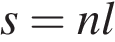 s = nl